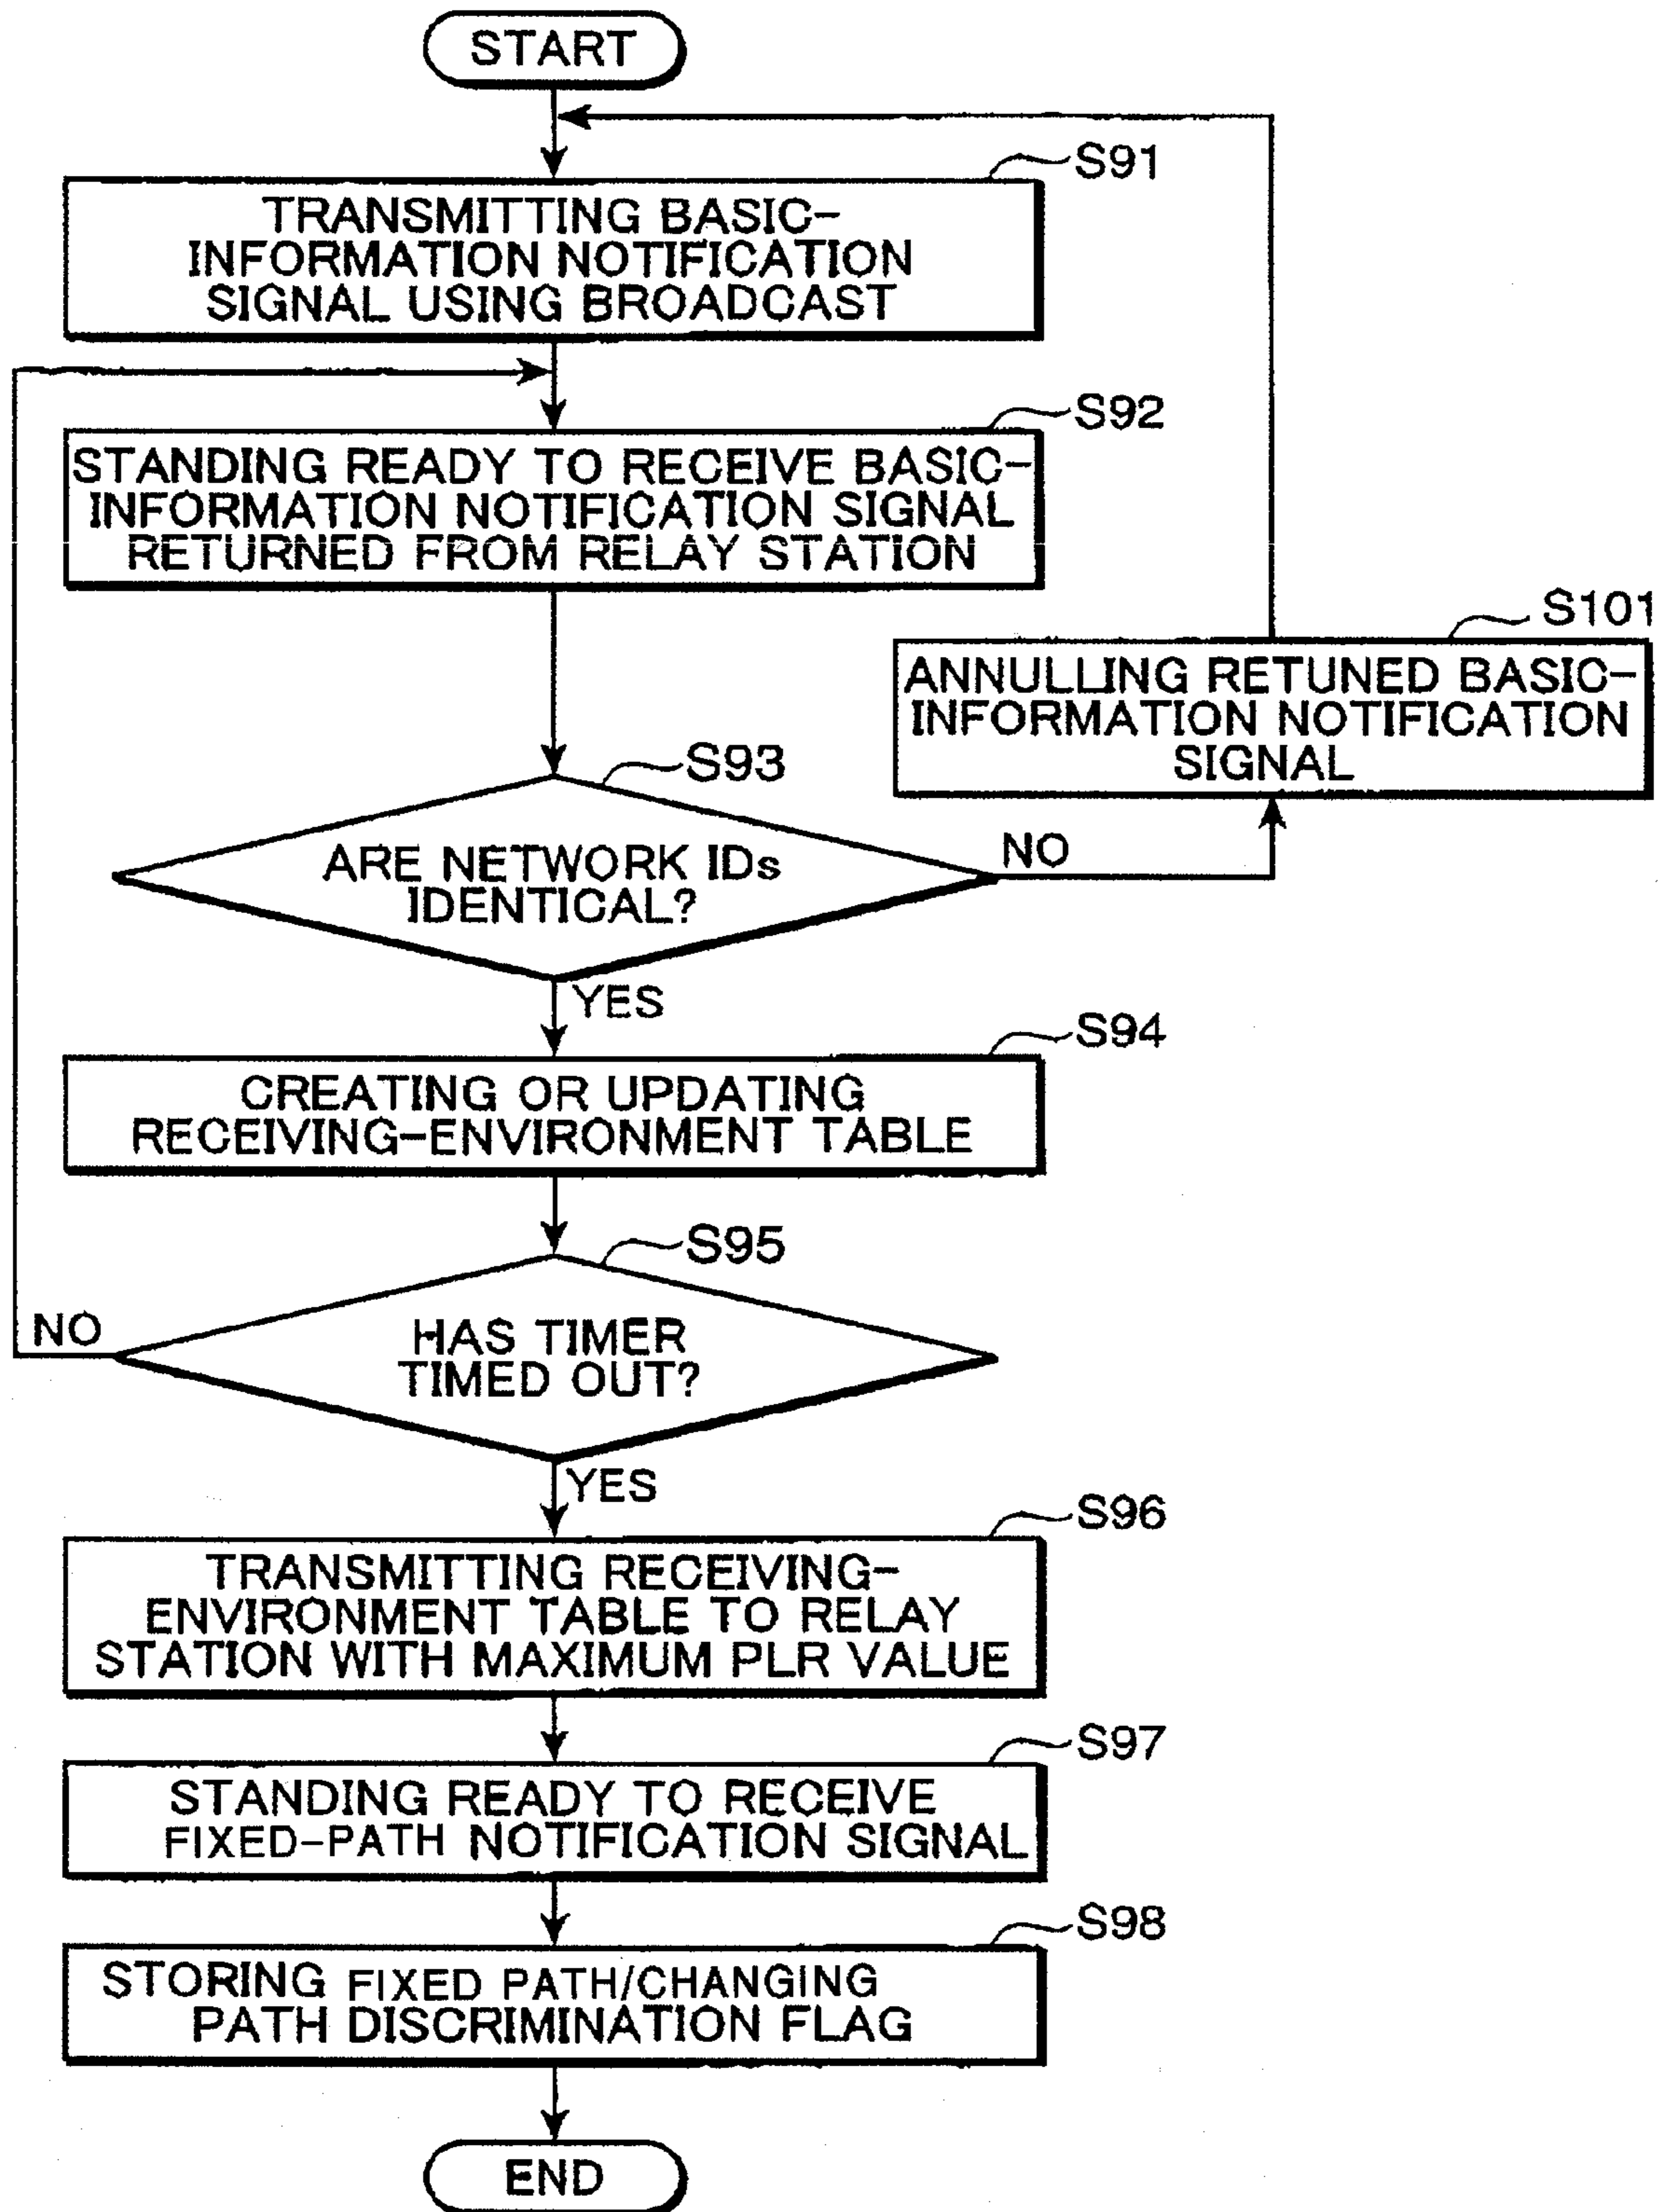 START
S91
TRANSMITTING BASIC-
INFORMATION NOTIFICATION
SIGNAL USING BROADCAST
S92
STANDING READY TO RECEIVE BASIC-
INFORMATION NOTIFICATION SIGNAL
RETURNED FROM RELAY STATION
S101
ANNULLING RETUNED BASIC-
INFORMATION NOTIFICATION
SIGNAL
S93
ARE NETWORK IDs
IDENTICAL?
NO
YES
S94
CREATING OR UPDATING
RECEIVING-ENVIRONMENT TABLE
S95
HAS TIMER
TIMED OUT?
NO
YES
S96
TRANSMITTING RECEIVING-
ENVIRONMENT TABLE TO RELAY
STATION WITH MAXIMUM PLR VALUE
S97
STANDING READY TO RECEIVE
FIXED-PATH NOTIFICATION SIGNAL
S98
STORING FIXED PATH/CHANGING
PATH DISCRIMINATION FLAG
END